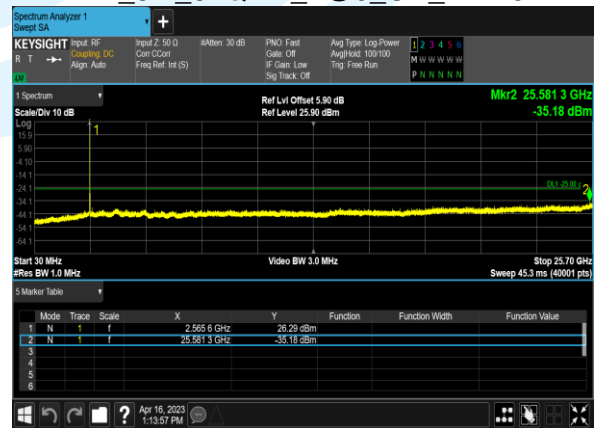 Spectrum Analyzer 1
Swept SA
KEYSIGHT Input: RF Input Z: 50 Ω #Atten: 30 dB PNO: Fast Avg Type: Log-Power 1 2 3 4 5 6
R T Coupling: DC Corr CCorr Gate: Off Avg|Hold: 100/100 M W W W W W
Align: Auto Freq Ref: Int (S) IF Gain: Low Trig: Free Run
Sig Track: Off P N N N N N
1 Spectrum Ref Lvl Offset 5.90 dB Mkr2 25.581 3 GHz
Scale/Div 10 dB Ref Level 25.90 dBm -35.18 dBm
Log
1
15.9
5.90
-4.10
-14.1
DL1 -25.00
-24.1
2
-34.1
-44.1
-54.1
-64.1
Start 30 MHz Video BW 3.0 MHz Stop 25.70 GHz
#Res BW 1.0 MHz Sweep 45.3 ms (40001 pts)
5 Marker Table
Mode Trace Scale X Y Function Function Width Function Value
1 N 1 f 2.565 6 GHz 26.29 dBm
2 N 1 f 25.581 3 GHz -35.18 dBm
3
4
5
6
? Apr 16, 2023
1:13:57 PM